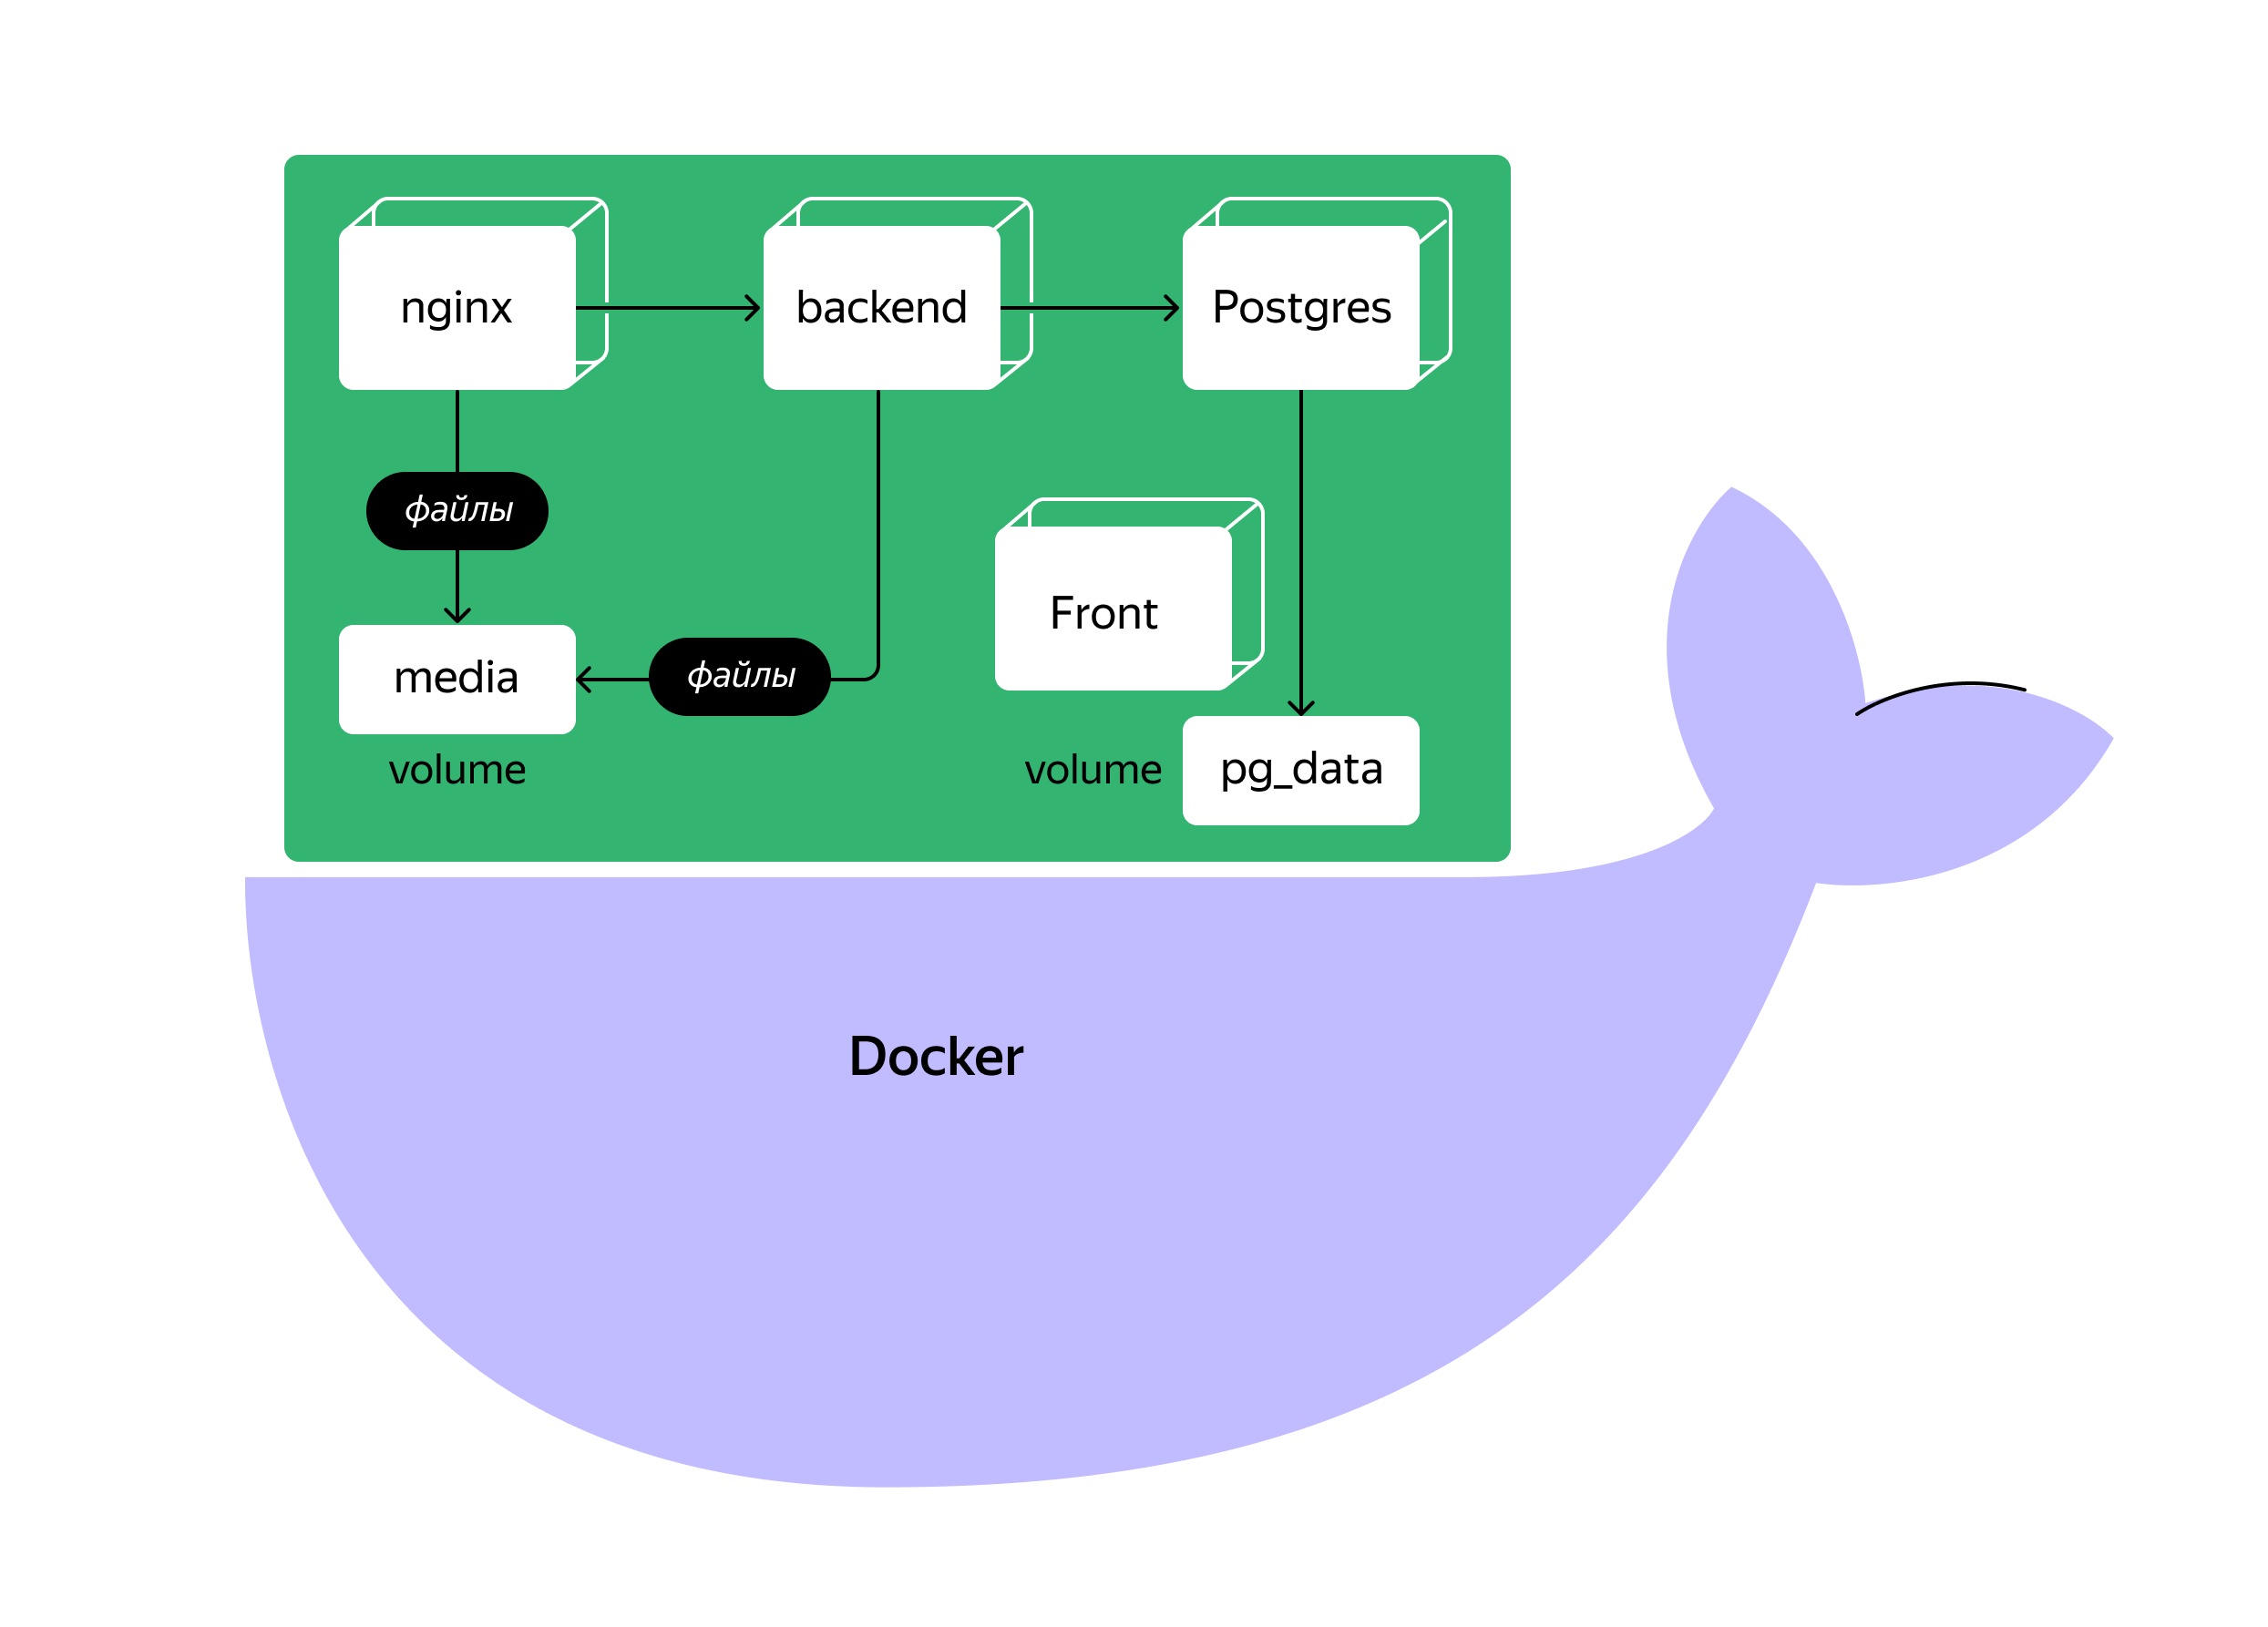 nginx
backend
Postgres
файлы
Front
media
файлы
volume
volume
pg_data
Docker